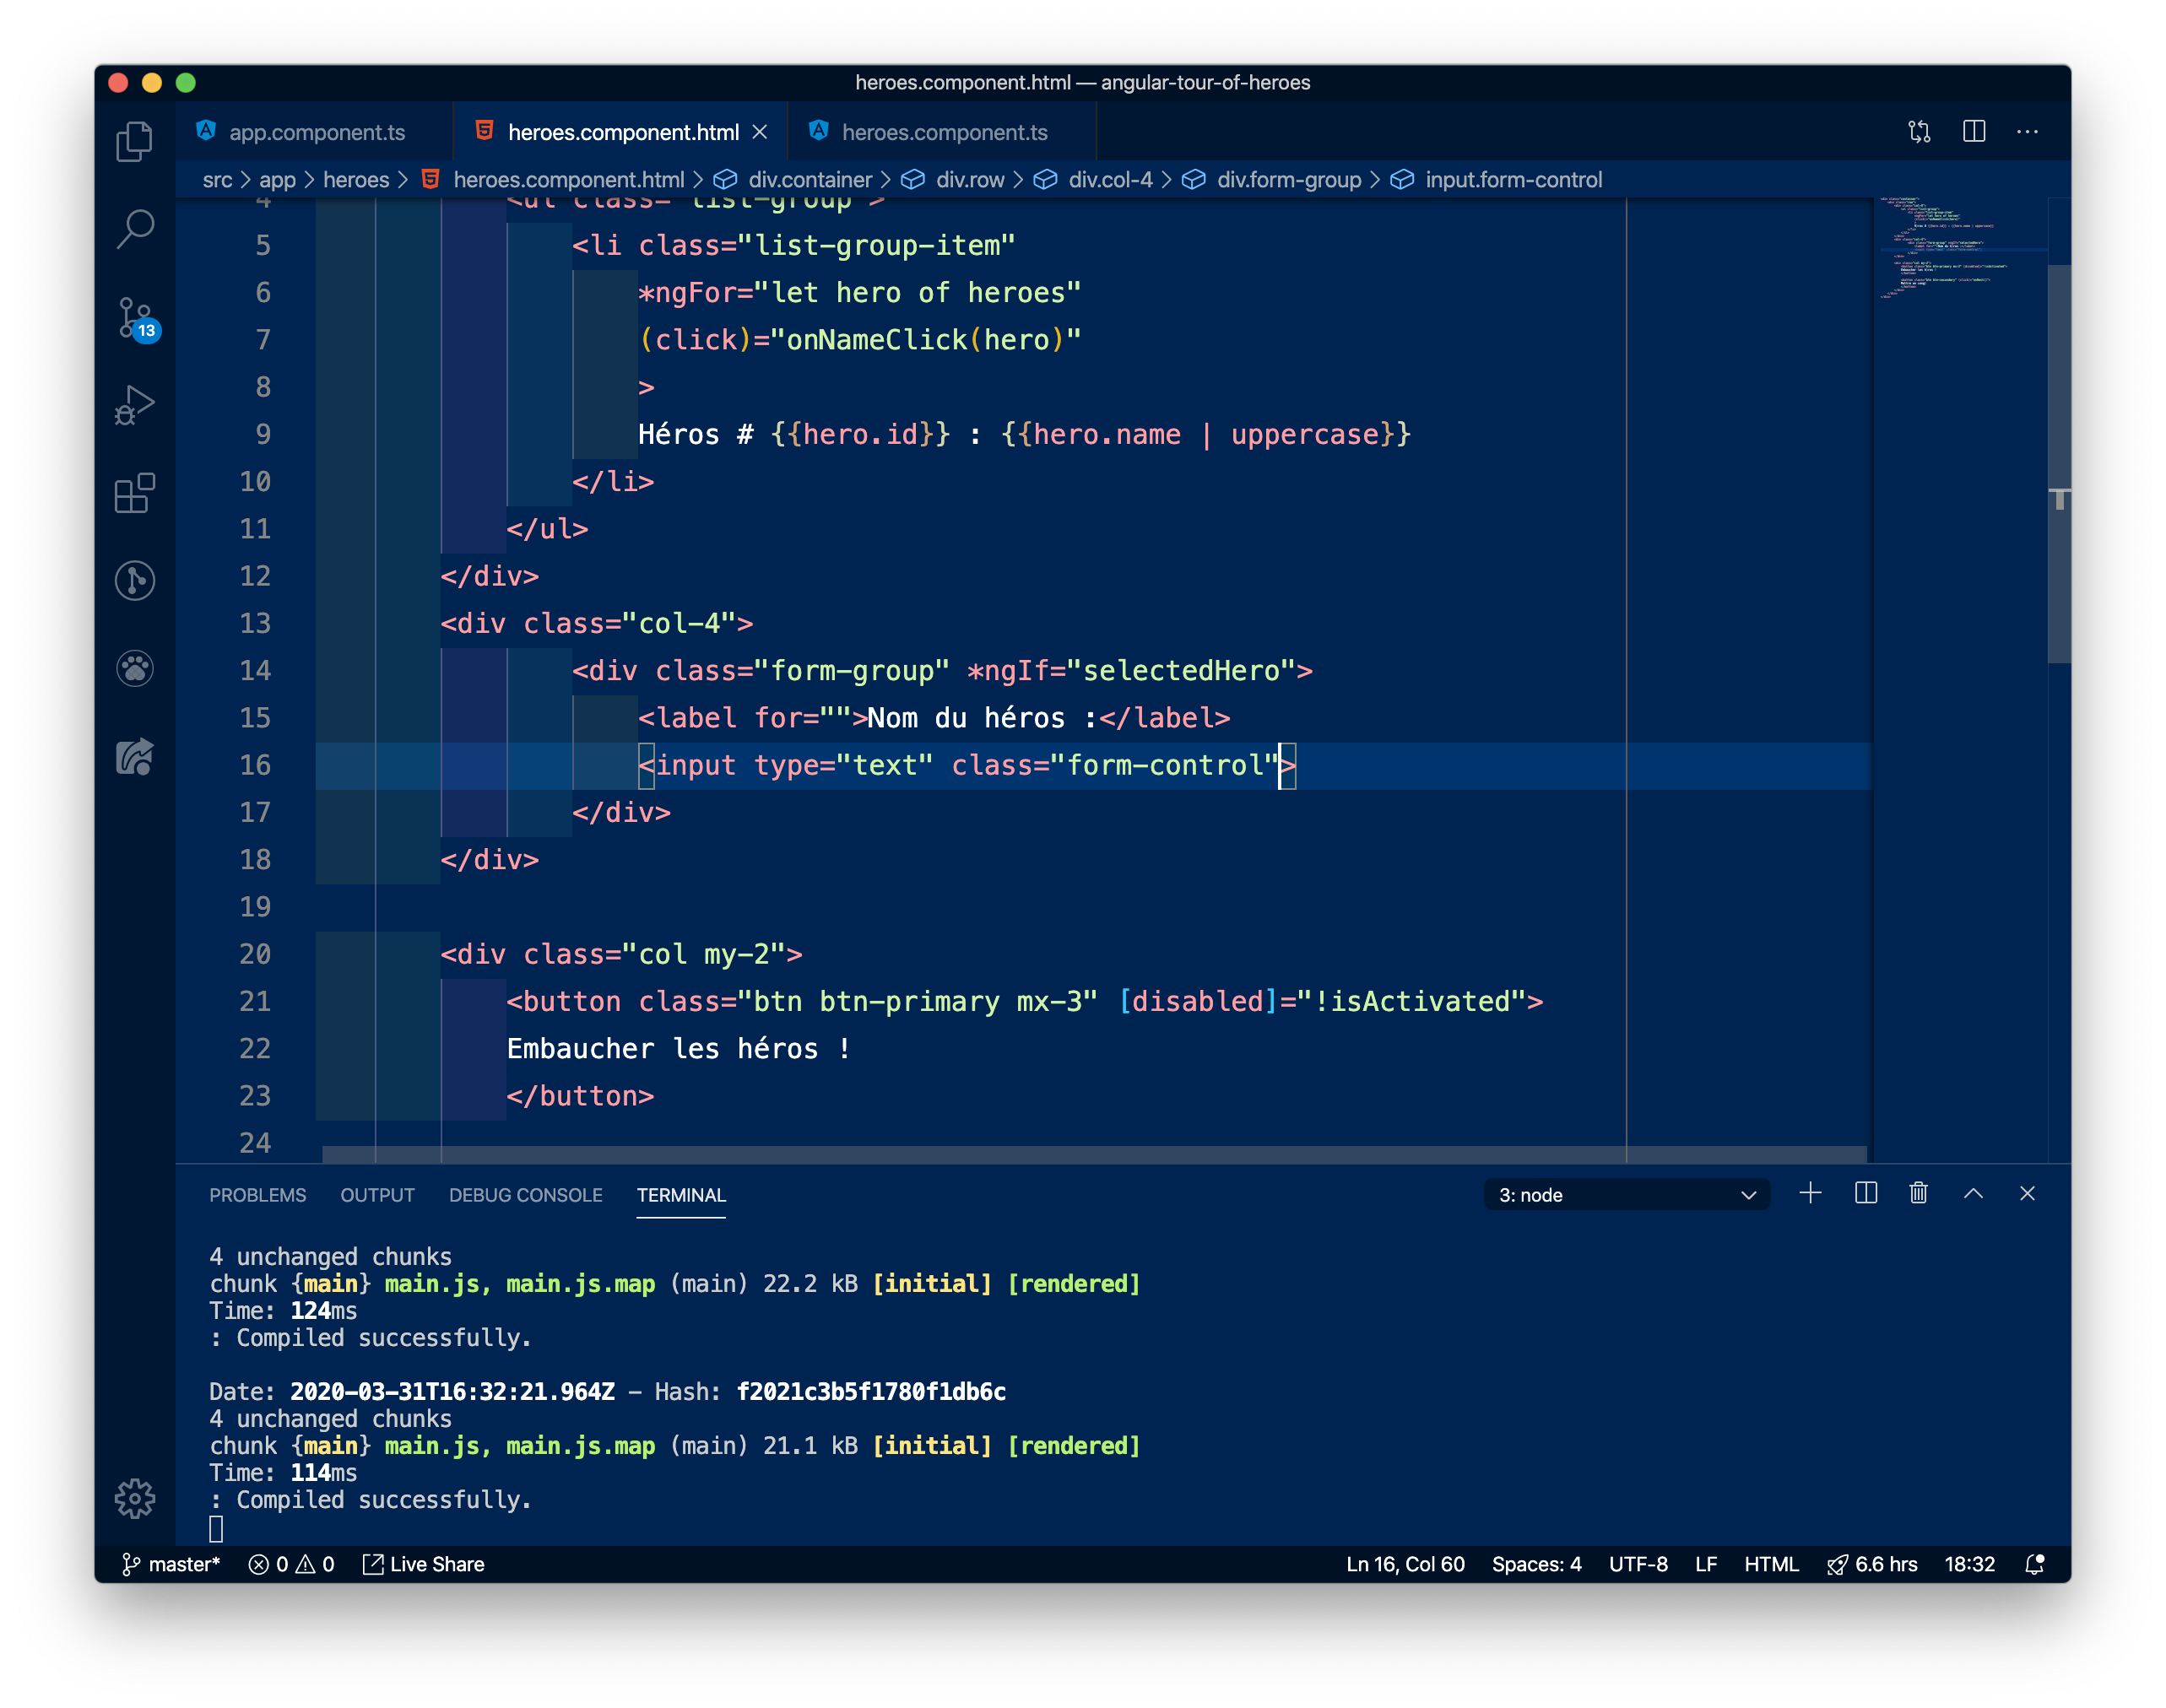 heroes.component.html — angular-tour-of-heroes
app.component.ts
heroes.component.html
heroes.component.ts
src > app > heroes > heroes.component.html > div.container > div.row > div.col-4 > div.form-group > input.form-control
13
4 <ul class="list-group">
5 <li class="list-group-item"
6 *ngFor="let hero of heroes"
7 (click)="onNameClick(hero)"
8 >
9 Héros # {{hero.id}} : {{hero.name | uppercase}}
10 </li>
11 </ul>
12 </div>
13 <div class="col-4">
14 <div class="form-group" *ngIf="selectedHero">
15 <label for="">Nom du héros :</label>
16 <input type="text" class="form-control">
17 </div>
18 </div>
19
20 <div class="col my-2">
21 <button class="btn btn-primary mx-3" [disabled]="!isActivated">
22 Embaucher les héros !
23 </button>
24
PROBLEMS OUTPUT DEBUG CONSOLE TERMINAL 3: node
4 unchanged chunks
chunk {main} main.js, main.js.map (main) 22.2 kB [initial] [rendered]
Time: 124ms
: Compiled successfully.
Date: 2020-03-31T16:32:21.964Z - Hash: f2021c3b5f1780f1db6c
4 unchanged chunks
chunk {main} main.js, main.js.map (main) 21.1 kB [initial] [rendered]
Time: 114ms
: Compiled successfully.
master* 0 0 Live Share Ln 16, Col 60 Spaces: 4 UTF-8 LF HTML 6.6 hrs 18:32